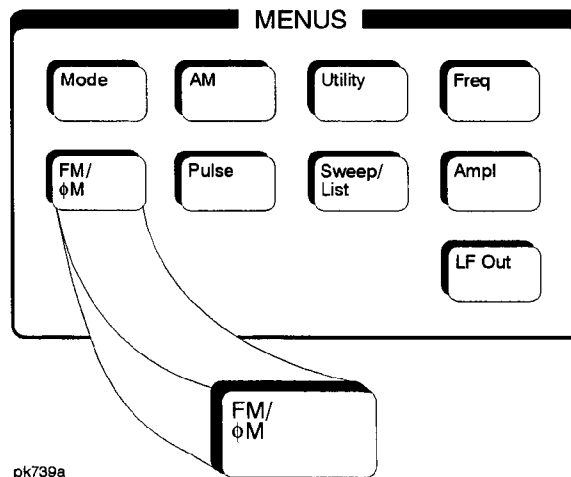 MENUS
Mode
AM
Utility
Freq
FM/
ϕM
Pulse
Sweep/
List
Ampl
LF Out
FM/
ϕM
pk739a